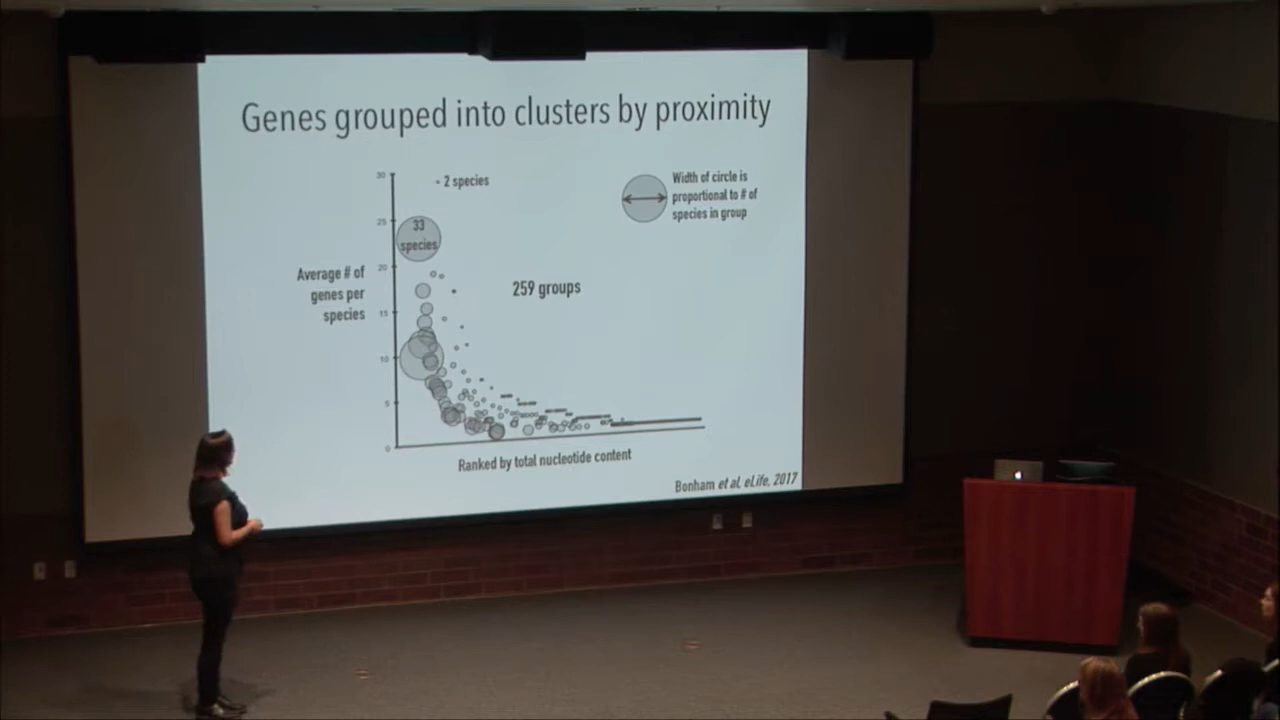 Genes grouped into clusters by proximity
30
25
20
15
10
5
0
2 species
33
species
Average # of
genes per
species
259 groups
Width of circle is
proportional to # of
species in group
Ranked by total nucleotide content
Bonham et al, eLife, 2017